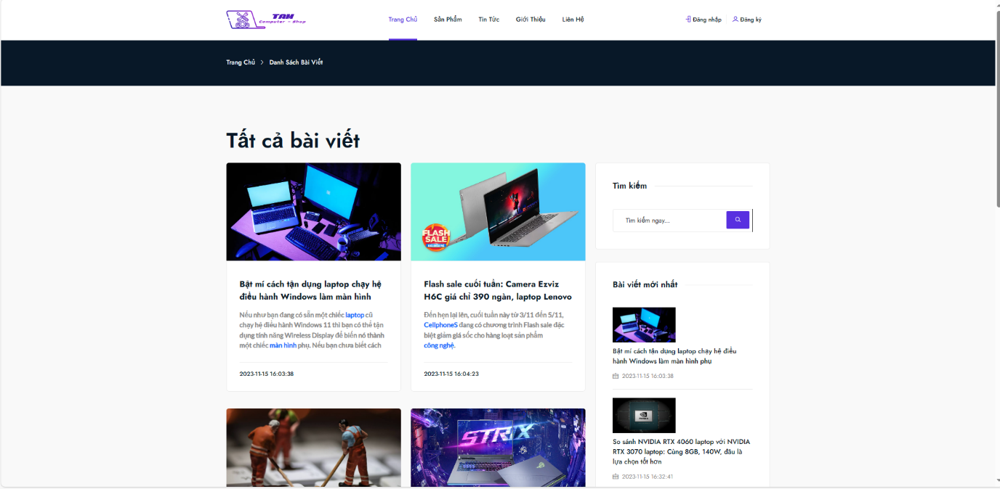 TAH
Computer - Shop
Trang Chủ
Sản Phẩm
Tin Tức
Giới Thiệu
Liên Hệ
Đăng nhập
Đăng ký
Trang Chủ
Danh Sách Bài Viết
Tất cả bài viết
FLASH
SALE
Bật mí cách tận dụng laptop chạy hệ
điều hành Windows làm màn hình
Nếu như bạn đang có sẵn một chiếc laptop cũ
chạy hệ điều hành Windows 11 thì bạn có thể tận
dụng tính năng Wireless Display để biến nó thành
một chiếc màn hình phụ. Nếu bạn chưa biết cách
2023-11-15 16:03:38
Flash sale cuối tuần: Camera Ezviz
H6C giá chỉ 390 ngàn, laptop Lenovo
Đến hẹn lại lên, cuối tuần này từ 3/11 đến 5/11,
CellphoneS đang có chương trình Flash sale đặc
biệt giảm giá sốc cho hàng loạt sản phẩm
công nghệ.
2023-11-15 16:04:23
STRIX
Tìm kiếm
Tìm kiếm ngay...
Bài viết mới nhất
Bật mí cách tận dụng laptop chạy hệ điều
hành Windows làm màn hình phụ
2023-11-15 16:03:38
NVIDIA
So sánh NVIDIA RTX 4060 laptop với NVIDIA
RTX 3070 laptop: Cùng 8GB, 140W, đâu là
lựa chọn tốt hơn
2023-11-15 16:32:41